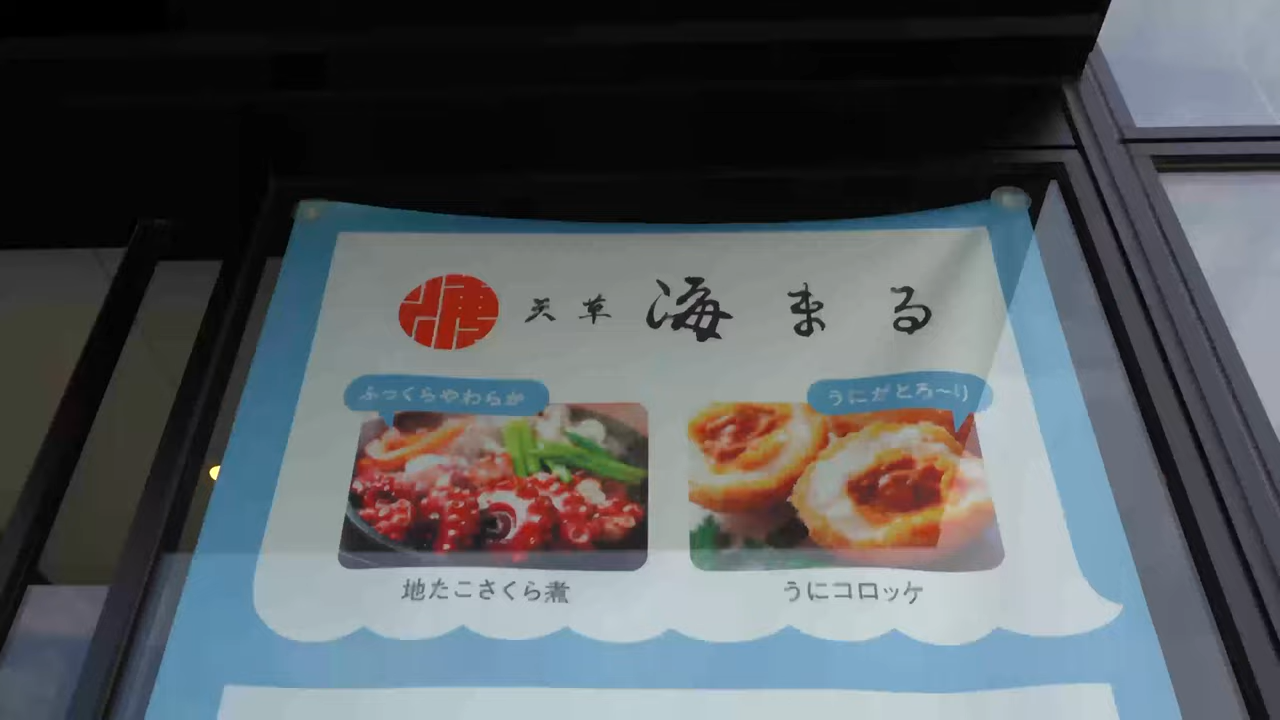 天草 海まる
ふっくらやわらか
うにがとろ〜り
地たこさくら煮
うにコロッケ